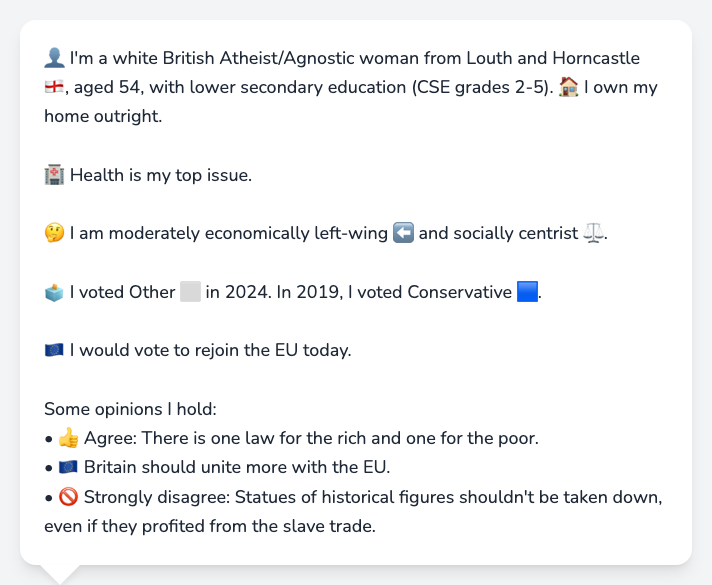 👤 I'm a white British Atheist/Agnostic woman from Louth and Horncastle
🏴󠁧󠁢󠁥󠁮󠁧󠁿, aged 54, with lower secondary education (CSE grades 2-5). 🏠 I own my
home outright.
🏥 Health is my top issue.
🤔 I am moderately economically left-wing ⬅️ and socially centrist ⚖️.
🗳️ I voted Other ⬜ in 2024. In 2019, I voted Conservative 🟦.
🇪🇺 I would vote to rejoin the EU today.
Some opinions I hold:
• 👍 Agree: There is one law for the rich and one for the poor.
• 🇪🇺 Britain should unite more with the EU.
• 🚫 Strongly disagree: Statues of historical figures shouldn't be taken down,
even if they profited from the slave trade.